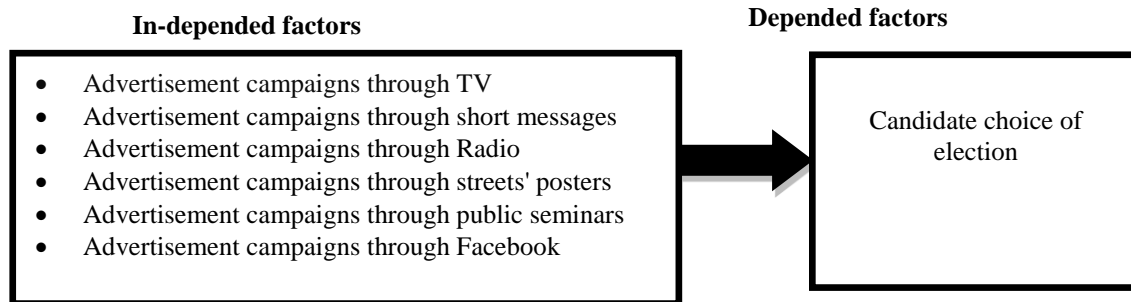 In-depended factors
Depended factors
• Advertisement campaigns through TV
• Advertisement campaigns through short messages
• Advertisement campaigns through Radio
• Advertisement campaigns through streets' posters
• Advertisement campaigns through public seminars
• Advertisement campaigns through Facebook
Candidate choice of
election